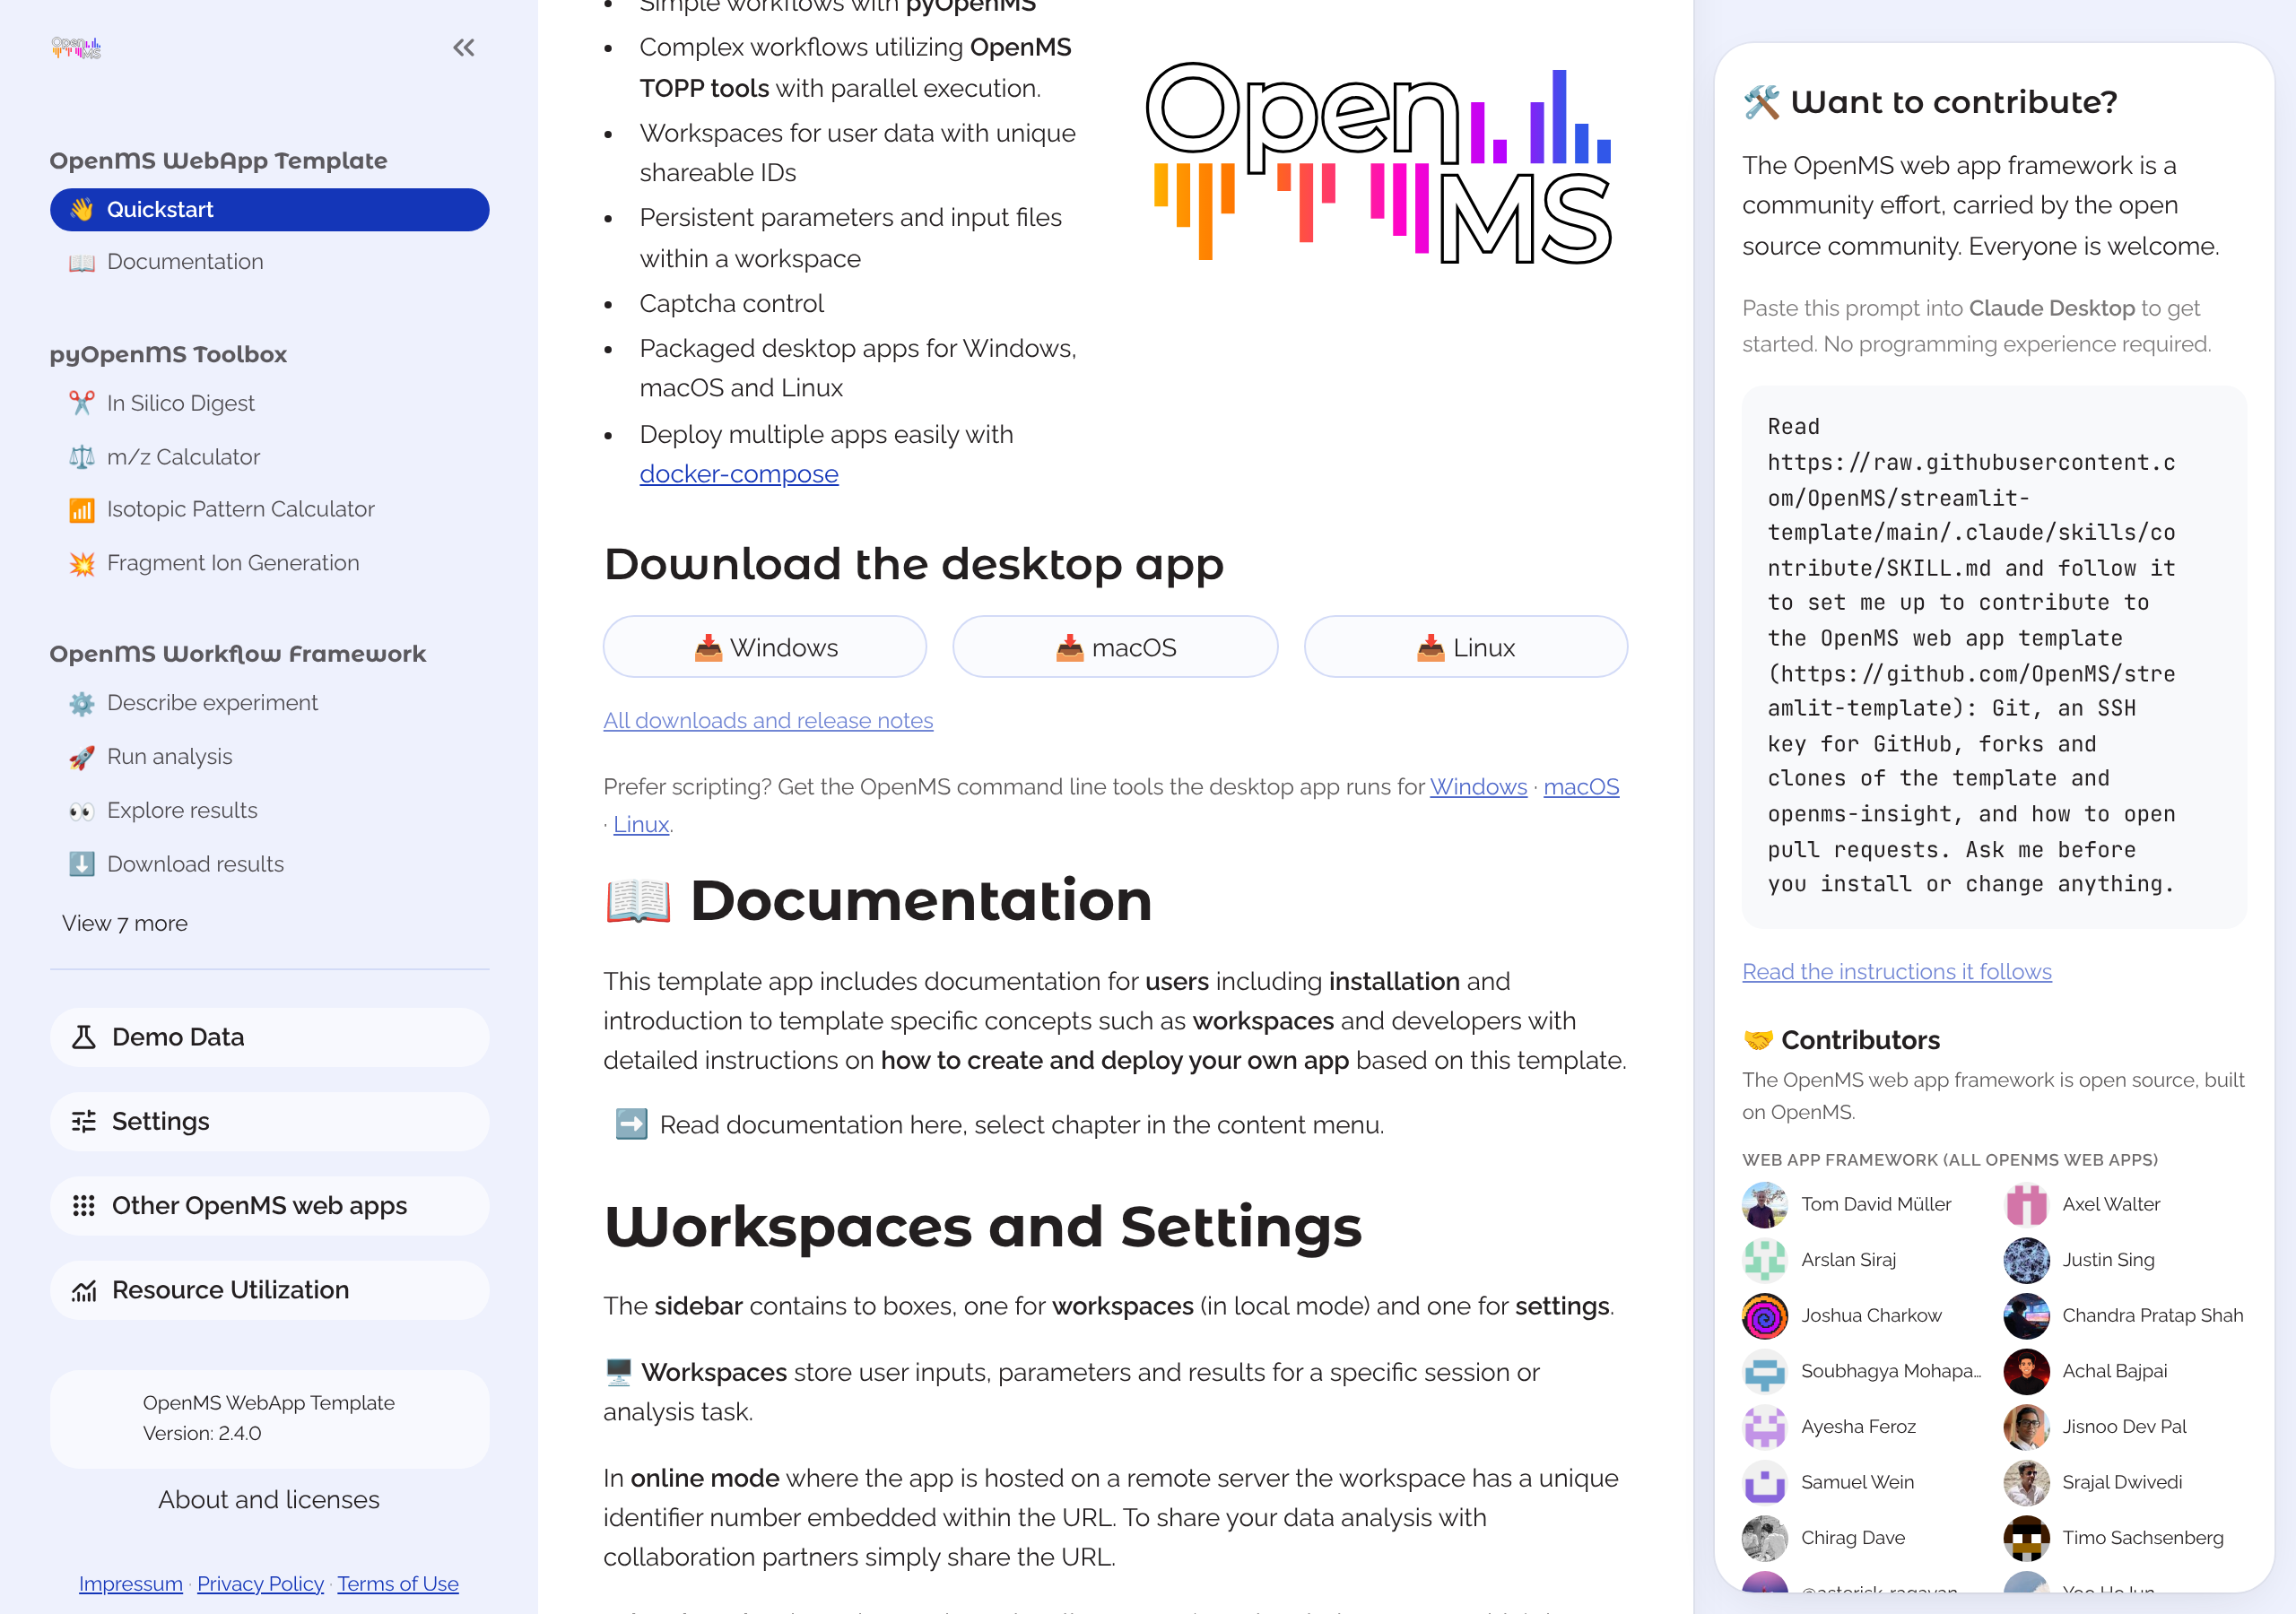 OpenMS
OpenMS WebApp Template
👋 Quickstart
📖 Documentation
pyOpenMS Toolbox
✂️ In Silico Digest
⚖️ m/z Calculator
📶 Isotopic Pattern Calculator
💥 Fragment Ion Generation
OpenMS Workflow Framework
⚙️ Describe experiment
🚀 Run analysis
👀 Explore results
⬇️ Download results
View 7 more
Demo Data
Settings
Other OpenMS web apps
Resource Utilization
OpenMS WebApp Template
Version: 2.4.0
About and licenses
Impressum · Privacy Policy · Terms of Use
• Simple workflows with pyOpenMS
• Complex workflows utilizing OpenMS
TOPP tools with parallel execution.
• Workspaces for user data with unique
shareable IDs
• Persistent parameters and input files
within a workspace
• Captcha control
• Packaged desktop apps for Windows,
macOS and Linux
• Deploy multiple apps easily with
docker-compose
Open
MS
Download the desktop app
📥 Windows
📥 macOS
📥 Linux
All downloads and release notes
Prefer scripting? Get the OpenMS command line tools the desktop app runs for Windows · macOS
· Linux.
📖 Documentation
This template app includes documentation for users including installation and
introduction to template specific concepts such as workspaces and developers with
detailed instructions on how to create and deploy your own app based on this template.
➡️ Read documentation here, select chapter in the content menu.
Workspaces and Settings
The sidebar contains to boxes, one for workspaces (in local mode) and one for settings.
🖥️ Workspaces store user inputs, parameters and results for a specific session or
analysis task.
In online mode where the app is hosted on a remote server the workspace has a unique
identifier number embedded within the URL. To share your data analysis with
collaboration partners simply share the URL.
🛠️ Want to contribute?
The OpenMS web app framework is a
community effort, carried by the open
source community. Everyone is welcome.
Paste this prompt into Claude Desktop to get
started. No programming experience required.
Read
https://raw.githubusercontent.c
om/OpenMS/streamlit-
template/main/.claude/skills/co
ntribute/SKILL.md and follow it
to set me up to contribute to
the OpenMS web app template
(https://github.com/OpenMS/stre
amlit-template): Git, an SSH
key for GitHub, forks and
clones of the template and
openms-insight, and how to open
pull requests. Ask me before
you install or change anything.
Read the instructions it follows
🤝 Contributors
The OpenMS web app framework is open source, built
on OpenMS.
WEB APP FRAMEWORK (ALL OPENMS WEB APPS)
Tom David Müller
Axel Walter
Arslan Siraj
Justin Sing
Joshua Charkow
Chandra Pratap Shah
Soubhagya Mohapa...
Achal Bajpai
Ayesha Feroz
Jisnoo Dev Pal
Samuel Wein
Srajal Dwivedi
Chirag Dave
Timo Sachsenberg